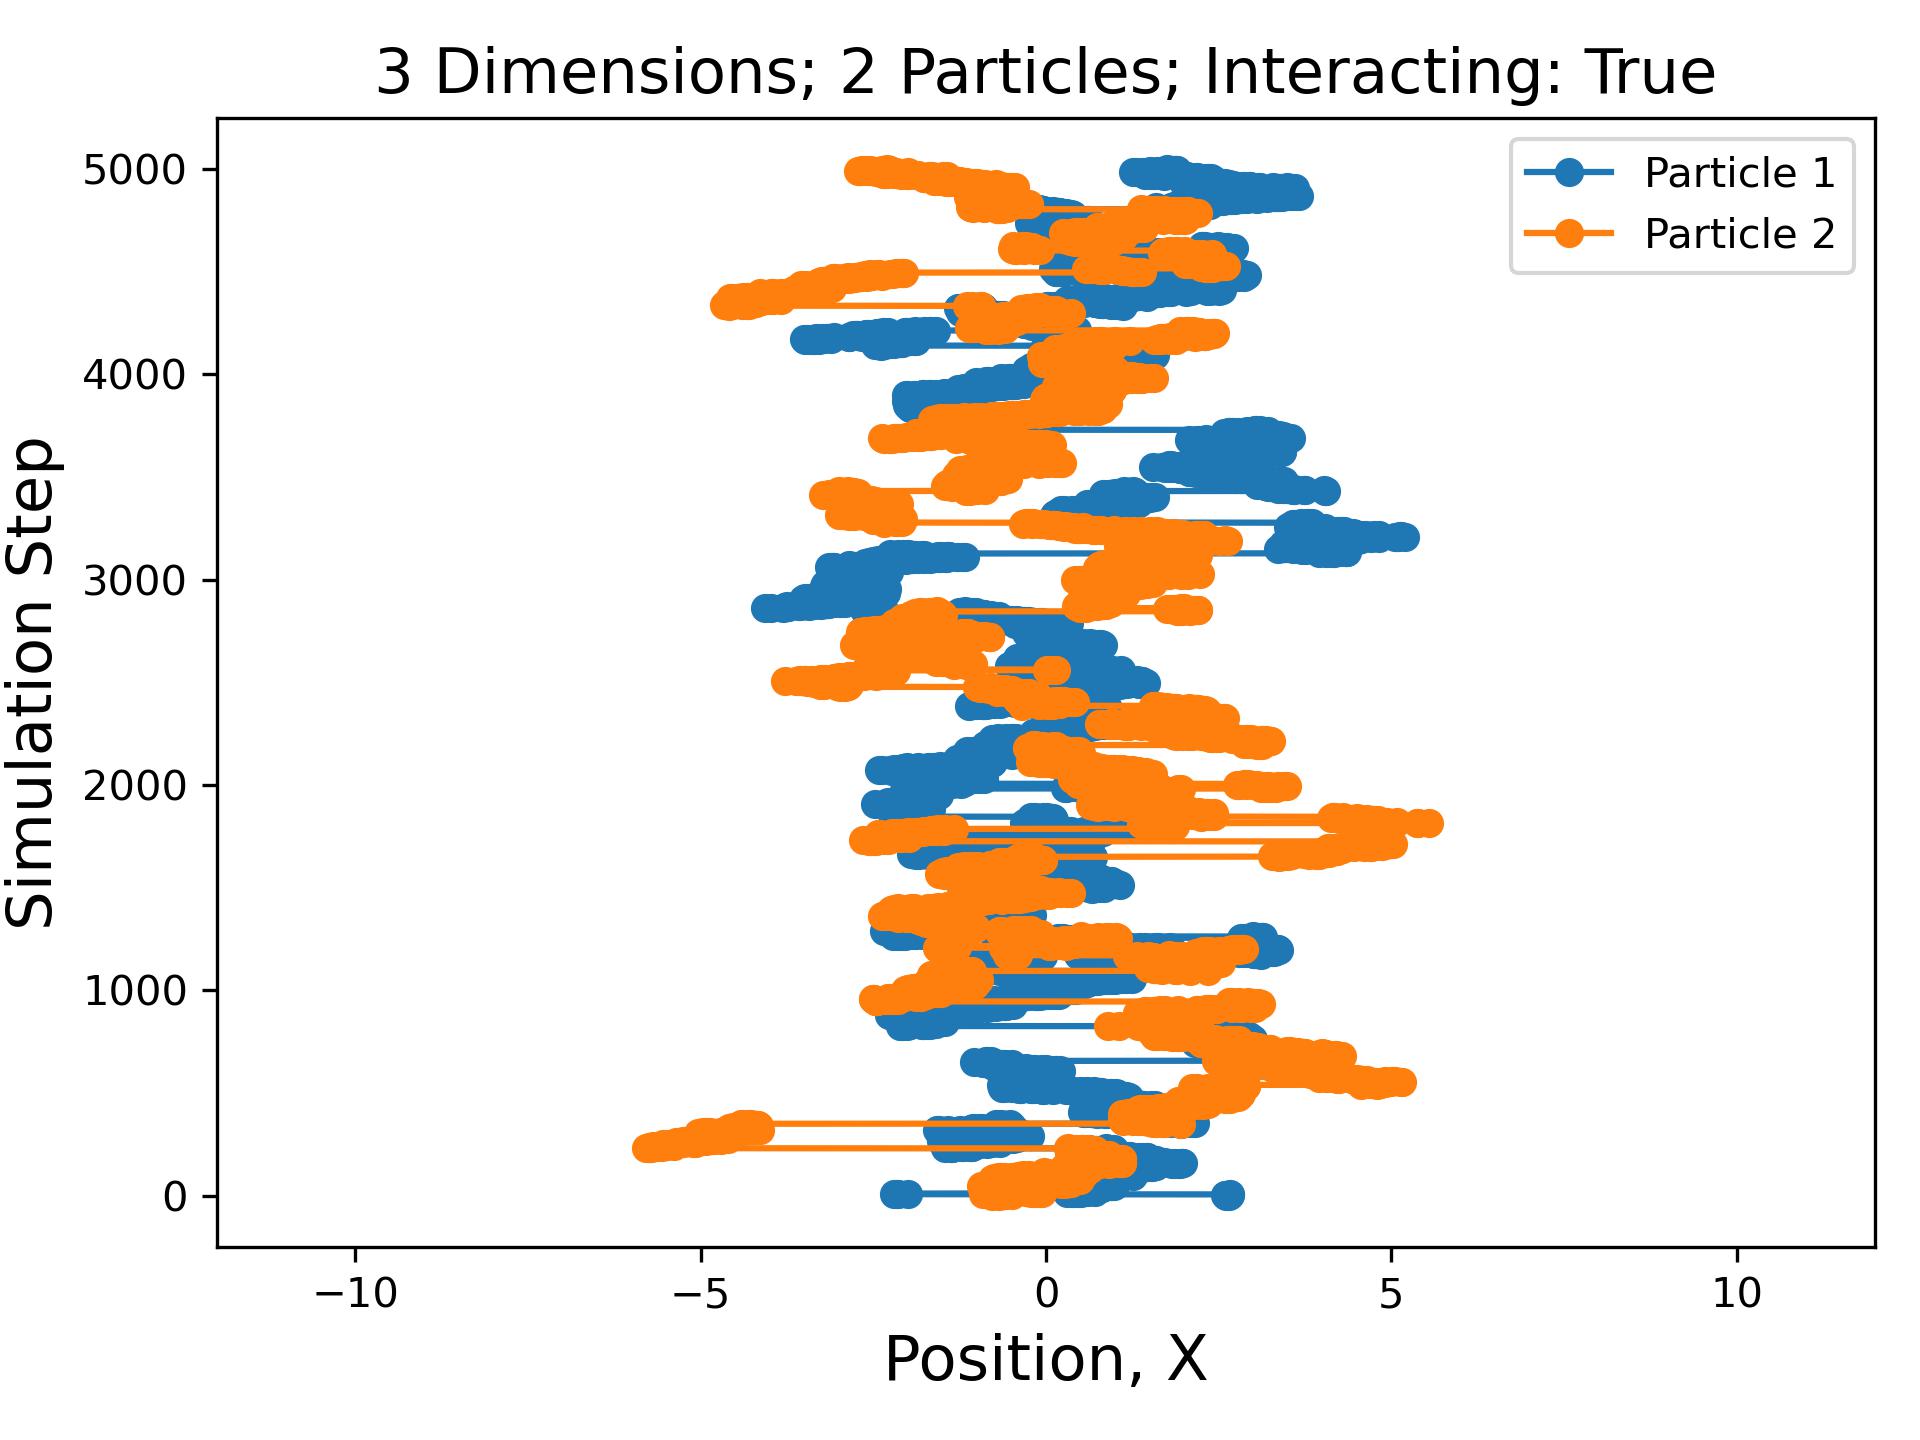 3 Dimensions; 2 Particles; Interacting: True
Particle 1
Particle 2
Simulation Step
5000
4000
3000
2000
1000
0
−10
−5
0
5
10
Position, X